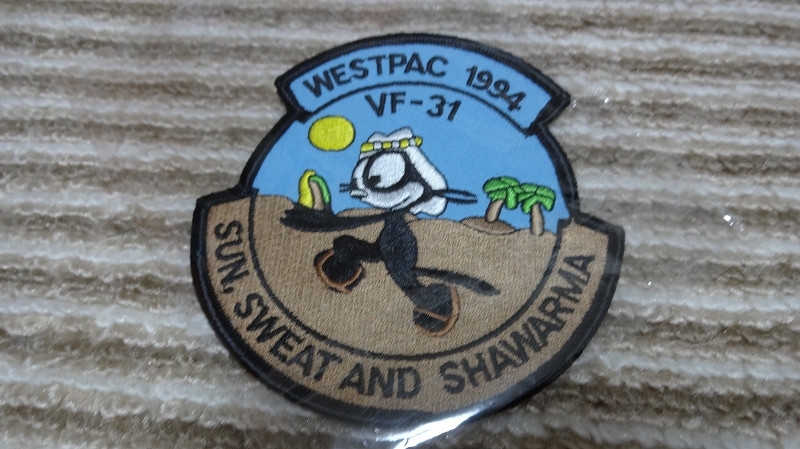 WESTPAC 1994
VF-31
SUN, SWEAT AND SHAWARMA